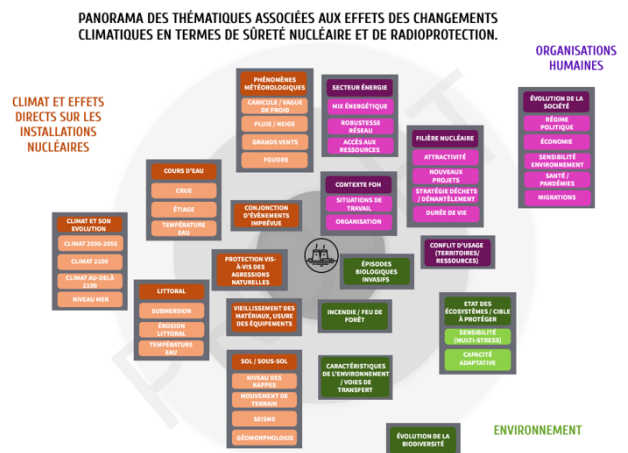 PANORAMA DES THÉMATIQUES ASSOCIÉES AUX EFFETS DES CHANGEMENTS
CLIMATIQUES EN TERMES DE SÛRETÉ NUCLÉAIRE ET DE RADIOPROTECTION.
ORGANISATIONS
HUMAINES
CLIMAT ET EFFETS
DIRECTS SUR LES
INSTALLATIONS
NUCLÉAIRES
PHÉNOMÈNES
MÉTÉOROLOGIQUES
CANICULE / VAGUE
DE FROID
PLUIE / NEIGE
GRANDS VENTS
FOUDRE
SECTEUR ÉNERGIE
MIX ÉNERGÉTIQUE
ROBUSTESSE
RÉSEAU
ACCÈS AUX
RESSOURCES
ÉVOLUTION DE LA
SOCIÉTÉ
RÉGIME
POLITIQUE
ÉCONOMIE
SENSIBILITÉ
ENVIRONNEMENT
SANTÉ /
PANDÉMIES
MIGRATIONS
FILIÈRE NUCLÉAIRE
ATTRACTIVITÉ
NOUVEAUX
PROJETS
STRATÉGIE DÉCHETS
/ DÉMANTÈLEMENT
DURÉE DE VIE
COURS D'EAU
CRUE
ÉTIAGE
TEMPÉRATURE
EAU
CONTEXTE FOH
SITUATIONS DE
TRAVAIL
ORGANISATION
CONJONCTION
D'ÉVÈNEMENTS
IMPRÉVUE
CLIMAT ET SON
EVOLUTION
CLIMAT 2030-2050
CLIMAT 2100
CLIMAT AU-DELÀ
2100
NIVEAU MER
CONFLIT D'USAGE
(TERRITOIRES/
RESSOURCES)
PROTECTION VIS-
À-VIS DES
AGRESSIONS
NATURELLES
ÉPISODES
BIOLOGIQUES
INVASIFS
LITTORAL
SUBMERSION
ÉROSION
LITTORAL
TEMPÉRATURE
EAU
VIEILLISSEMENT DES
MATÉRIAUX, USURE
DES ÉQUIPEMENTS
INCENDIE / FEU DE
FORÊT
ETAT DES
ÉCOSYSTÈMES / CIBLE
À PROTÉGER
SENSIBILITÉ
(MULTI-STRESS)
CAPACITÉ
ADAPTATIVE
SOL / SOUS-SOL
NIVEAU DES
NAPPES
MOUVEMENT DE
TERRAIN
SEISME
GÉOMORPHOLOGIE
CARACTÉRISTIQUES
DE L'ENVIRONNEMENT
/ VOIES DE
TRANSFERT
ÉVOLUTION DE LA
BIODIVERSITÉ
ENVIRONNEMENT